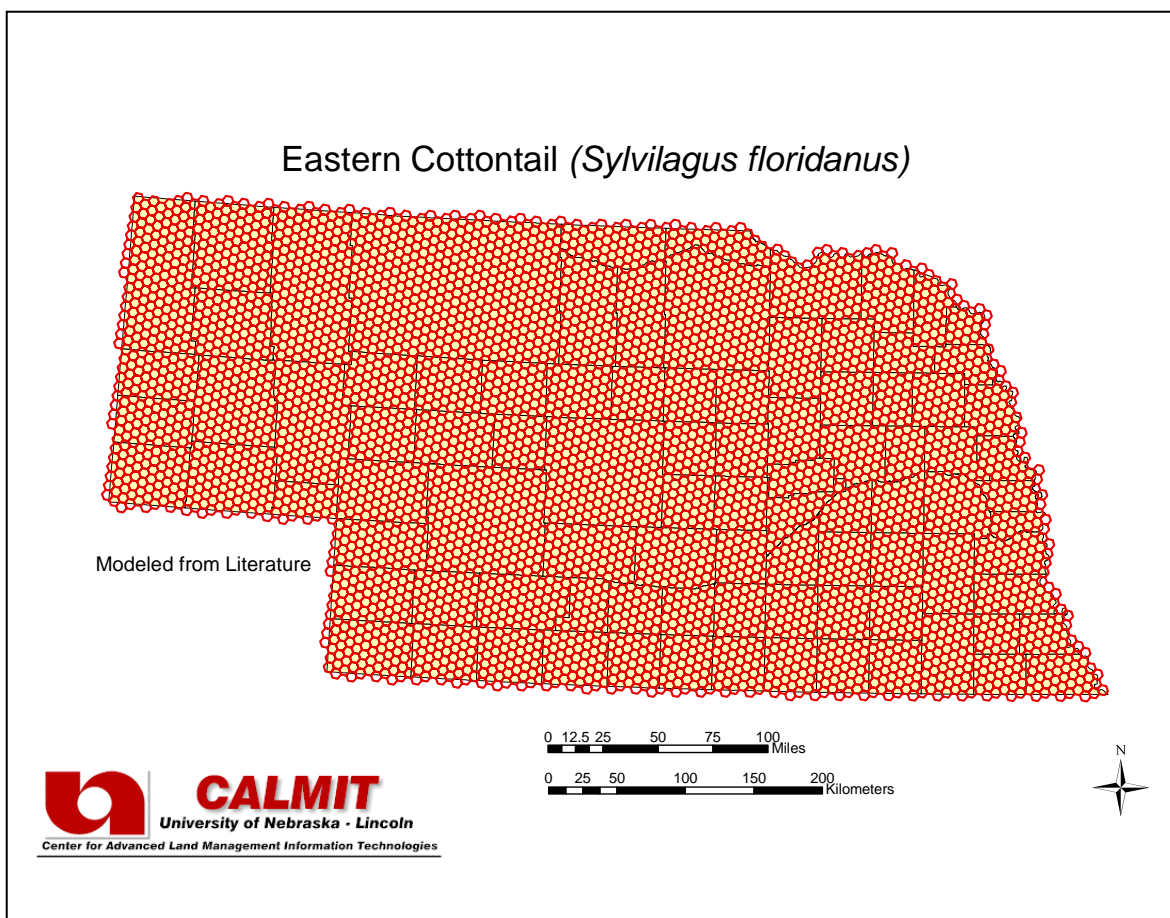 Eastern Cottontail (Sylvilagus floridanus)
Modeled from Literature
0 12.5 25 50 75 100
Miles
0 25 50 100 150 200
Kilometers
N
CALMIT
University of Nebraska - Lincoln
Center for Advanced Land Management Information Technologies